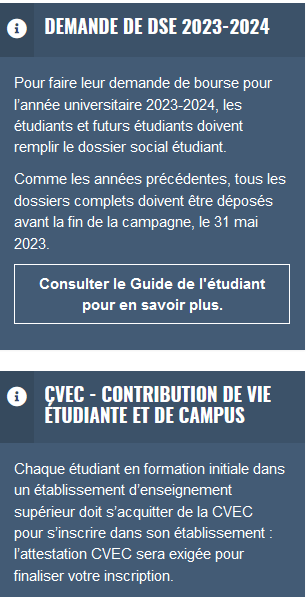 DEMANDE DE DSE 2023-2024
Pour faire leur demande de bourse pour
l'année universitaire 2023-2024, les
étudiants et futurs étudiants doivent
remplir le dossier social étudiant.
Comme les années précédentes, tous les
dossiers complets doivent être déposés
avant la fin de la campagne, le 31 mai
2023.
Consulter le Guide de l'étudiant
pour en savoir plus.
CVEC - CONTRIBUTION DE VIE
ÉTUDIANTE ET DE CAMPUS
Chaque étudiant en formation initiale dans
un établissement d'enseignement
supérieur doit s'acquitter de la CVEC
pour s'inscrire dans son établissement :
l'attestation CVEC sera exigée pour
finaliser votre inscription.